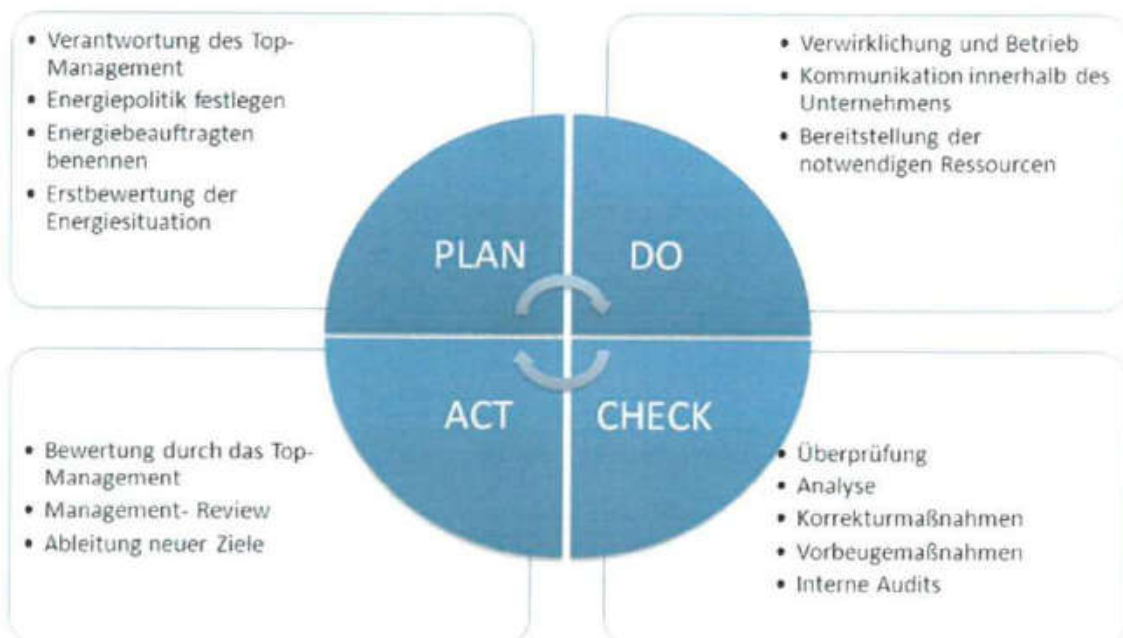 • Verantwortung des Top-
Management
• Energiepolitik festlegen
• Energiebeauftragten
benennen
• Erstbewertung der
Energiesituation
• Verwirklichung und Betrieb
• Kommunikation innerhalb des
Unternehmens
• Bereitstellung der
notwendigen Ressourcen
PLAN
DO
ACT
CHECK
• Bewertung durch das Top-
Management
• Management- Review
• Ableitung neuer Ziele
• Überprüfung
• Analyse
• Korrekturmaßnahmen
• Vorbeugemaßnahmen
• Interne Audits